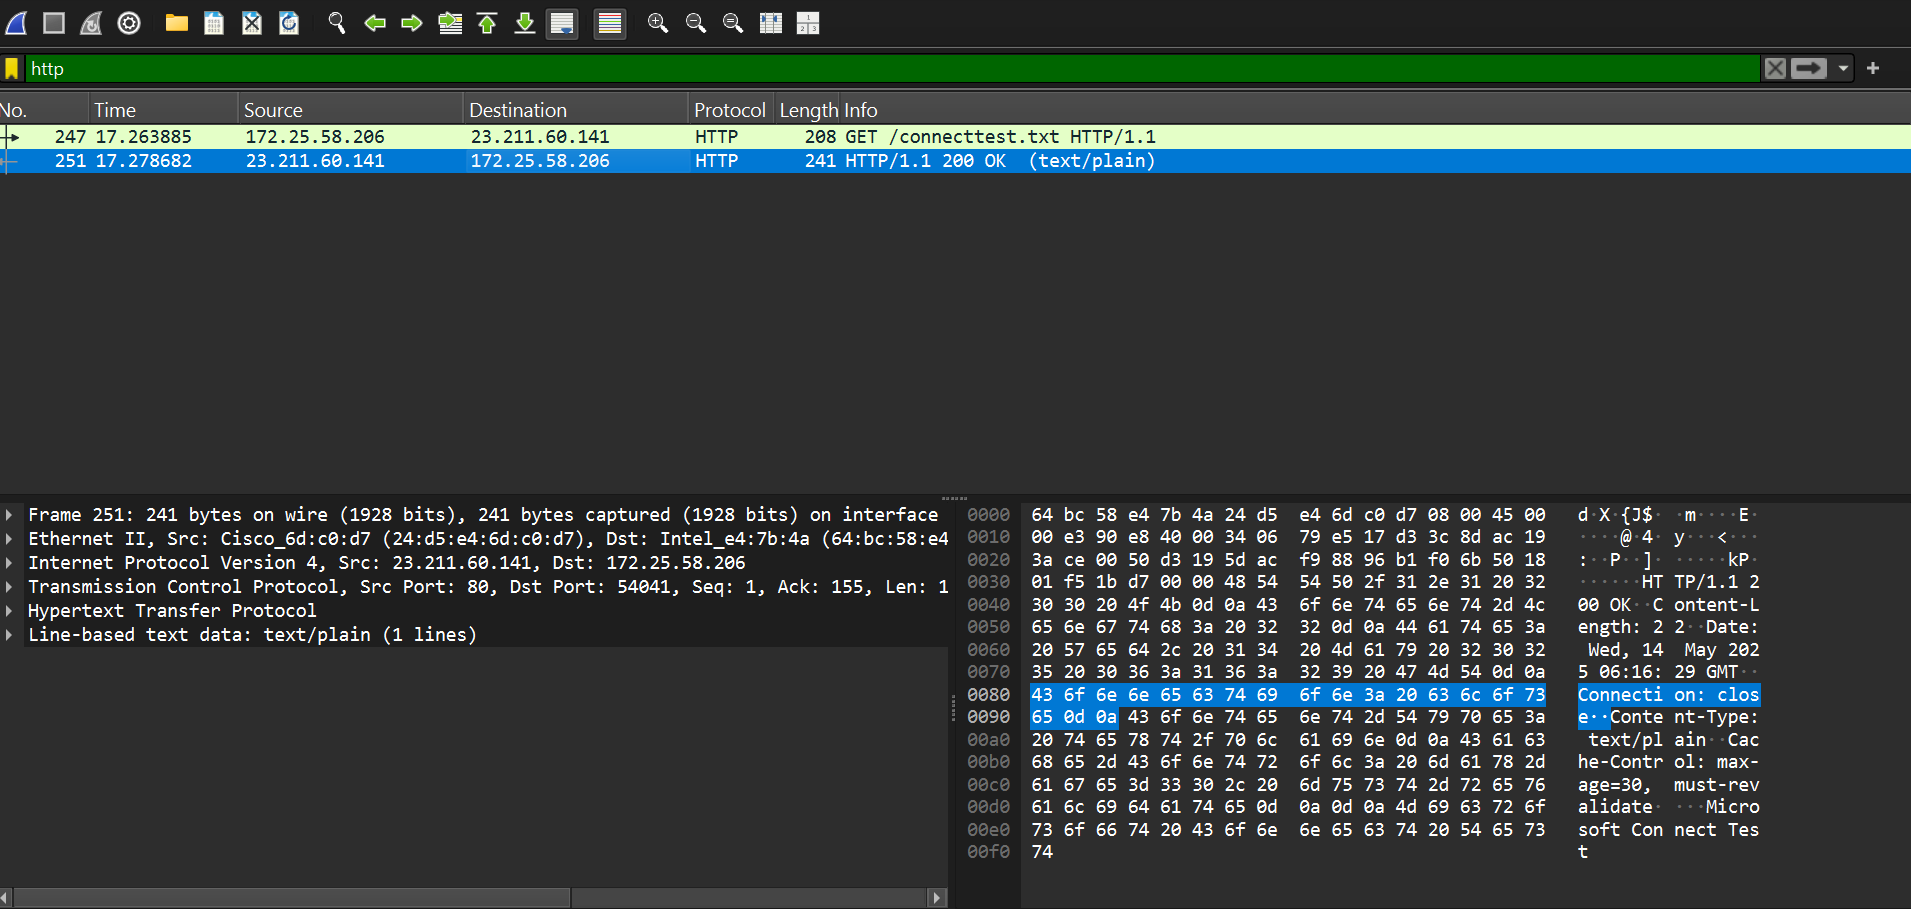 http
No. Time Source Destination Protocol Length Info
247 17.263885 172.25.58.206 23.211.60.141 HTTP 208 GET /connecttest.txt HTTP/1.1
251 17.278682 23.211.60.141 172.25.58.206 HTTP 241 HTTP/1.1 200 OK  (text/plain)
Frame 251: 241 bytes on wire (1928 bits), 241 bytes captured (1928 bits) on interface
Ethernet II, Src: Cisco_6d:c0:d7 (24:d5:e4:6d:c0:d7), Dst: Intel_e4:7b:4a (64:bc:58:e4
Internet Protocol Version 4, Src: 23.211.60.141, Dst: 172.25.58.206
Transmission Control Protocol, Src Port: 80, Dst Port: 54041, Seq: 1, Ack: 155, Len: 1
Hypertext Transfer Protocol
Line-based text data: text/plain (1 lines)
0000 64 bc 58 e4 7b 4a 24 d5 e4 6d c0 d7 08 00 45 00 d·X·{J$· ·m····E·
0010 00 e3 90 e8 40 00 34 06 79 e5 17 d3 3c 8d ac 19 ····@·4· y···<···
0020 3a ce 00 50 d3 19 5d ac f9 88 96 b1 f0 6b 50 18 :··P··]· ·····kP·
0030 01 f5 1b d7 00 00 48 54 54 50 2f 31 2e 31 20 32 ······HT TP/1.1 2
0040 30 30 20 4f 4b 0d 0a 43 6f 6e 74 65 6e 74 2d 4c 00 OK··C ontent-L
0050 65 6e 67 74 68 3a 20 32 32 0d 0a 44 61 74 65 3a ength: 2 2··Date:
0060 20 57 65 64 2c 20 31 34 20 4d 61 79 20 32 30 32 Wed, 14 May 202
0070 35 20 30 36 3a 31 36 3a 32 39 20 47 4d 54 0d 0a 5 06:16: 29 GMT··
0080 43 6f 6e 6e 65 63 74 69 6f 6e 3a 20 63 6c 6f 73 Connecti on: clos
0090 65 0d 0a 43 6f 6e 74 65 6e 74 2d 54 79 70 65 3a e··Conte nt-Type:
00a0 20 74 65 78 74 2f 70 6c 61 69 6e 0d 0a 43 61 63 text/pl ain··Cac
00b0 68 65 2d 43 6f 6e 74 72 6f 6c 3a 20 6d 61 78 2d he-Contr ol: max-
00c0 61 67 65 3d 33 30 2c 20 6d 75 73 74 2d 72 65 76 age=30, must-rev
00d0 61 6c 69 64 61 74 65 0d 0a 0d 0a 4d 69 63 72 6f alidate· ···Micro
00e0 73 6f 66 74 20 43 6f 6e 6e 65 63 74 20 54 65 73 soft Con nect Tes
00f0 74 t